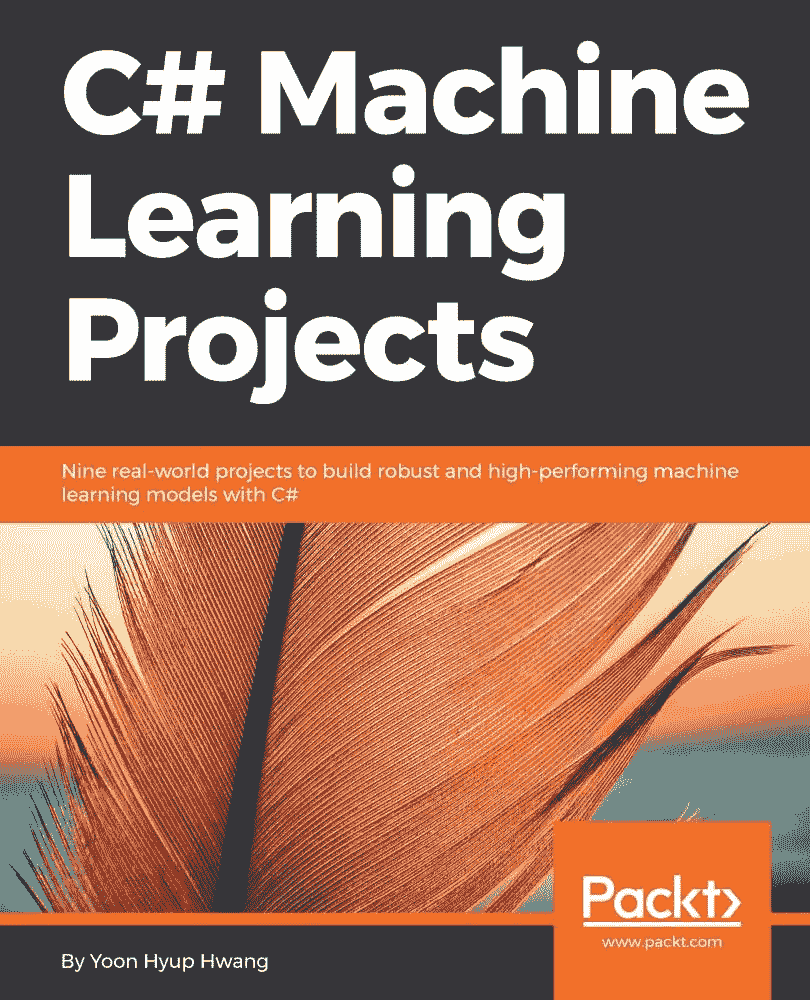 C# Machine
Learning
Projects
Nine real-world projects to build robust and high-performing machine
learning models with C#
Packt>
www.packt.com
By Yoon Hyup Hwang